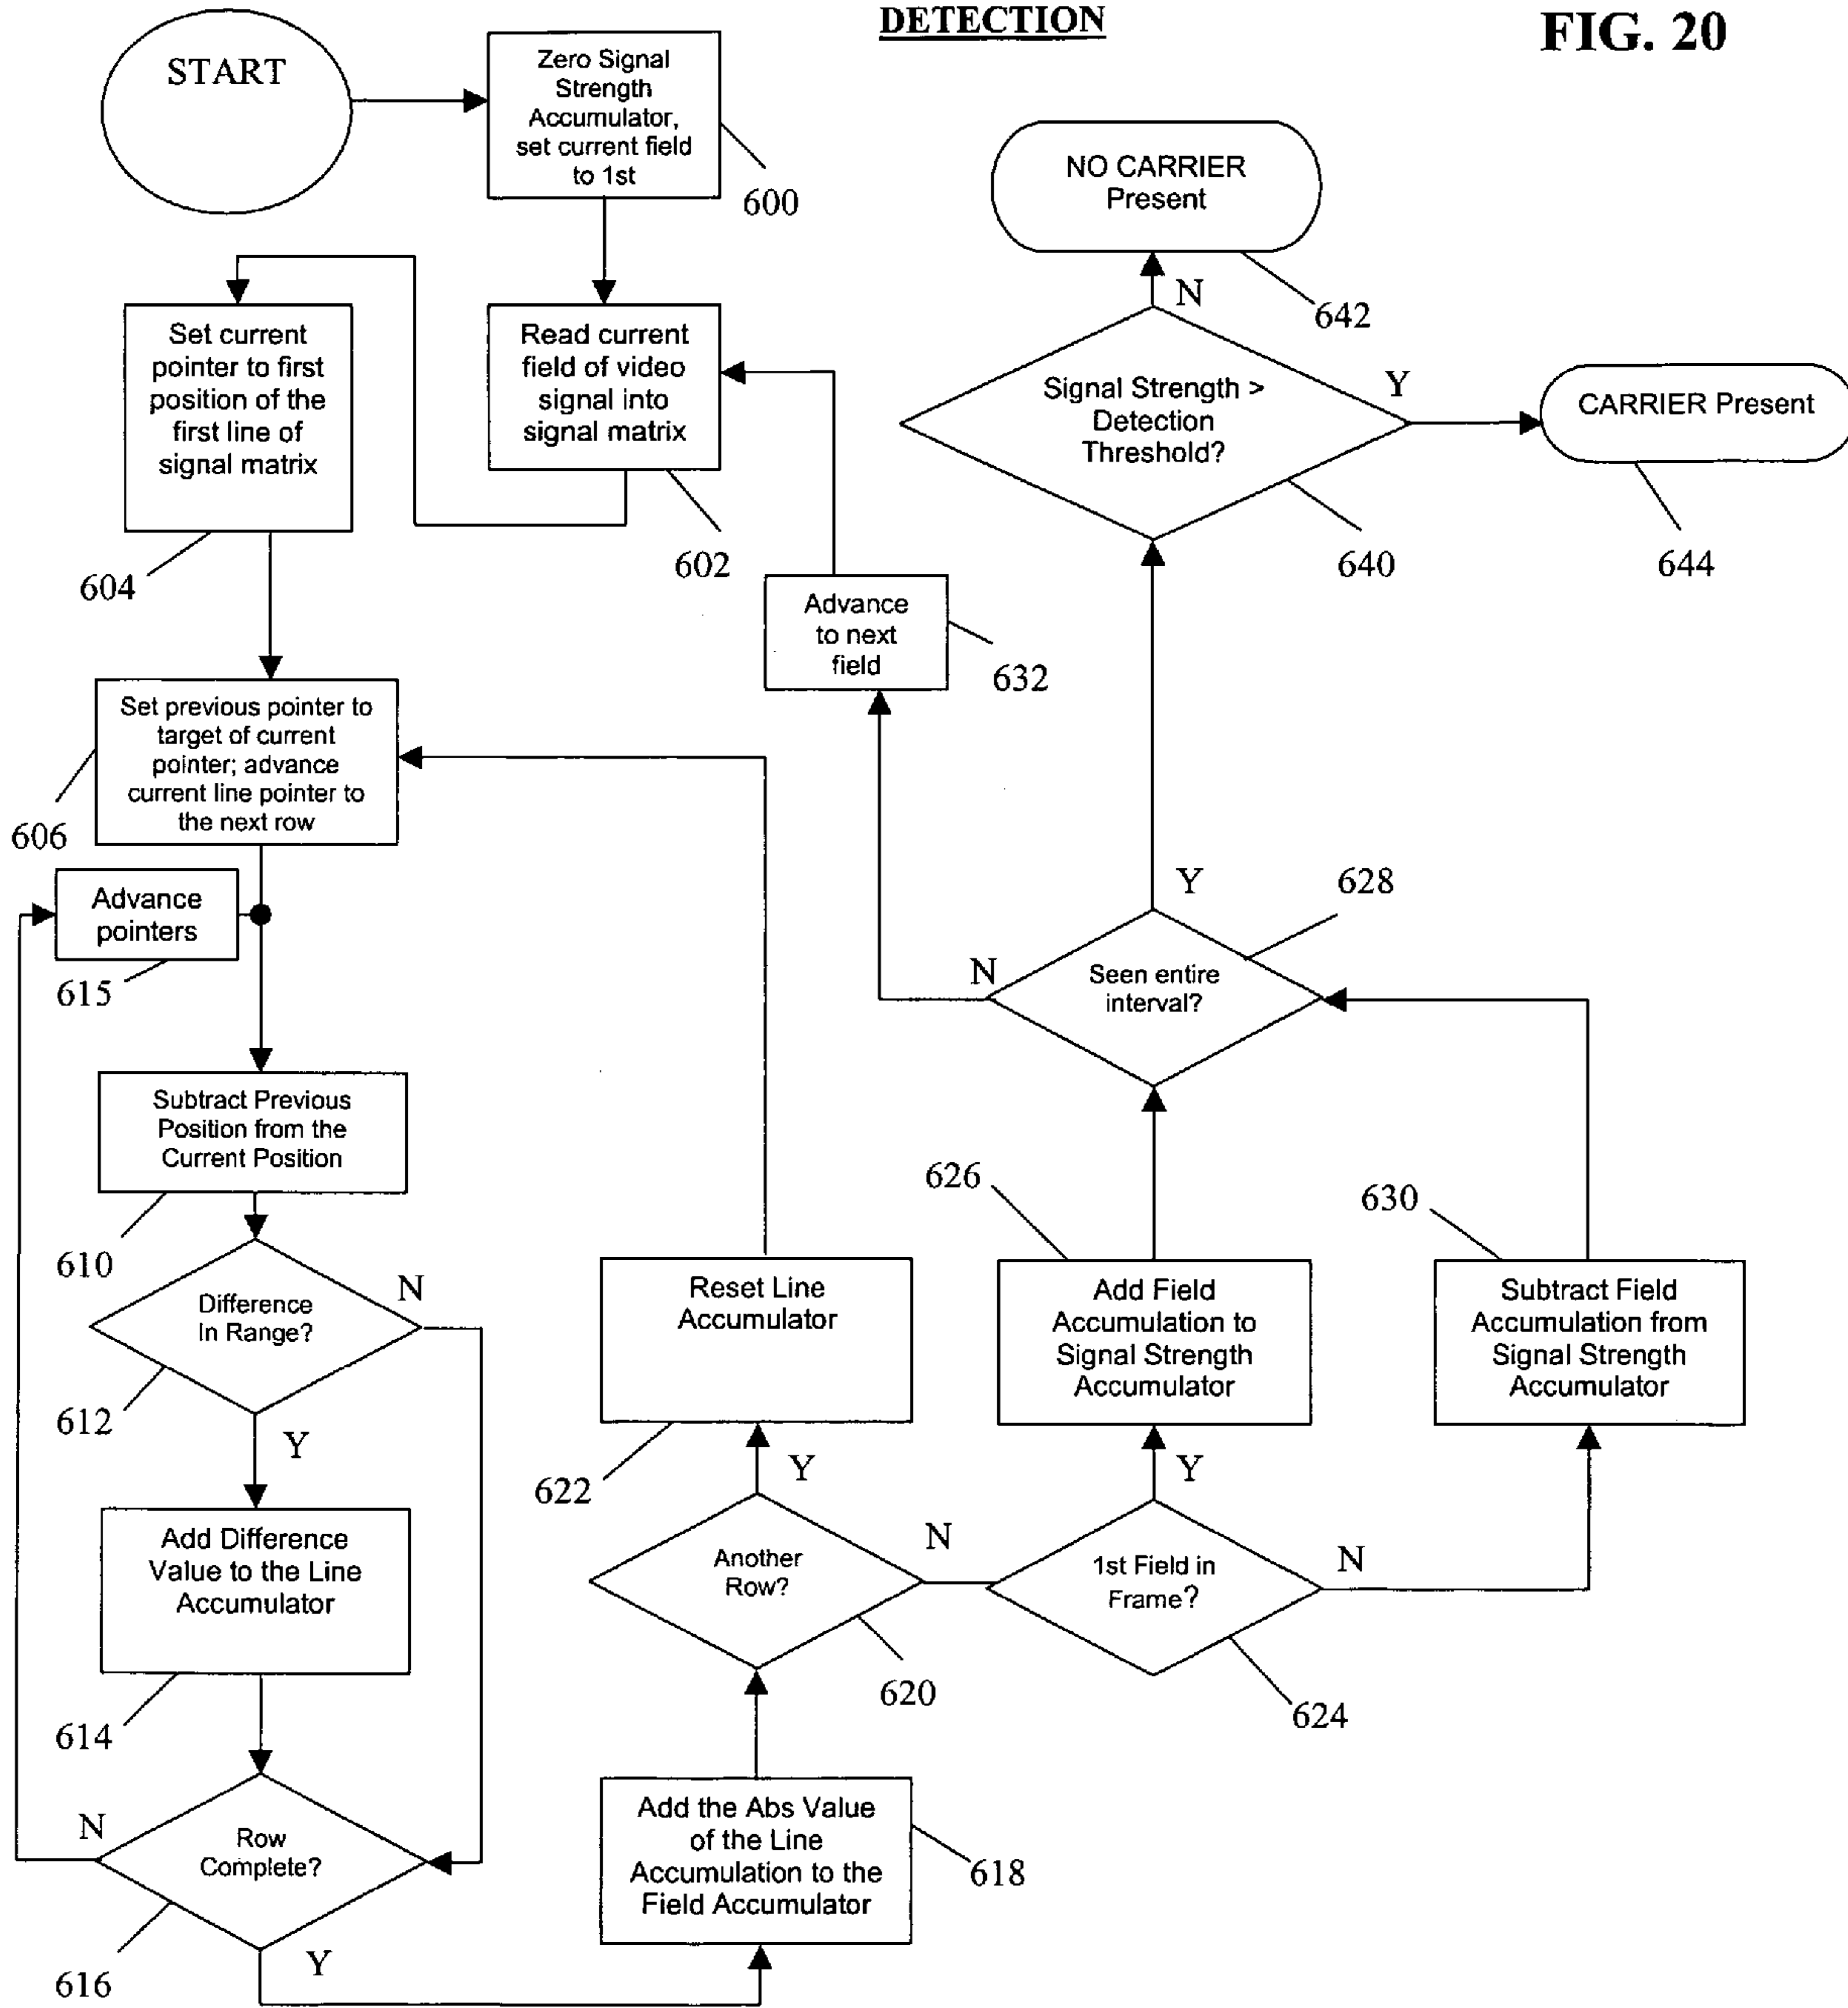 DETECTION
FIG. 20
START
Zero Signal
Strength
Accumulator,
set current field
to 1st
600
NO CARRIER
Present
642
N
Set current
pointer to first
position of the
first line of
signal matrix
604
Read current
field of video
signal into
signal matrix
602
Signal Strength >
Detection
Threshold?
Y
640
CARRIER Present
644
Advance
to next
field
632
Set previous pointer to
target of current
pointer; advance
current line pointer to
the next row
606
Advance
pointers
615
Y
628
N
Seen entire
interval?
Subtract Previous
Position from the
Current Position
610
626
630
Difference
In Range?
N
612
Y
Reset Line
Accumulator
622
Add Field
Accumulation to
Signal Strength
Accumulator
Subtract Field
Accumulation from
Signal Strength
Accumulator
Y
Y
Add Difference
Value to the Line
Accumulator
614
Another
Row?
N
620
1st Field in
Frame?
N
624
N
Row
Complete?
616
Y
Add the Abs Value
of the Line
Accumulation to the
Field Accumulator
618